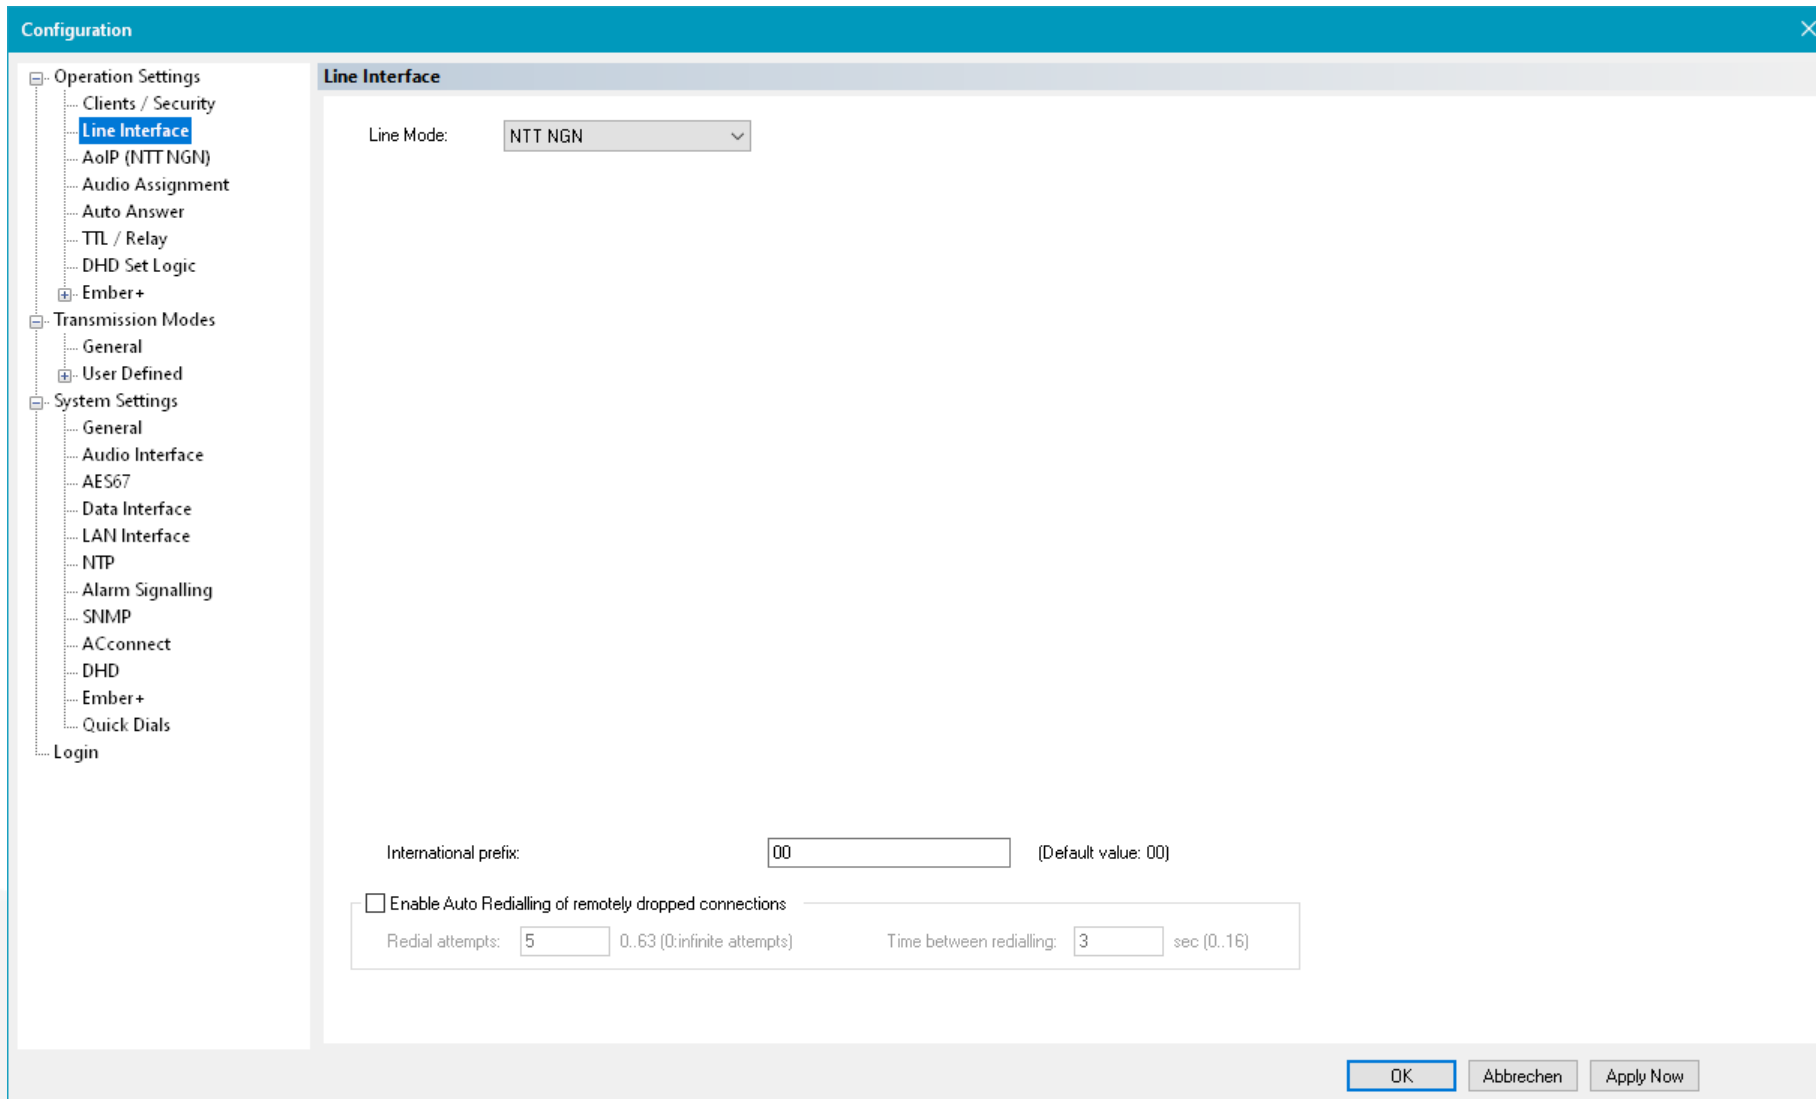 Configuration
Operation Settings
Clients / Security
Line Interface
AoIP (NTT NGN)
Audio Assignment
Auto Answer
TTL / Relay
DHD Set Logic
Ember+
Transmission Modes
General
User Defined
System Settings
General
Audio Interface
AES67
Data Interface
LAN Interface
NTP
Alarm Signalling
SNMP
ACconnect
DHD
Ember+
Quick Dials
Login
Line Interface
Line Mode: NTT NGN
International prefix: 00 (Default value: 00)
Enable Auto Redialling of remotely dropped connections
Redial attempts: 5 0..63 (0:infinite attempts) Time between redialling: 3 sec (0..16)
OK Abbrechen Apply Now